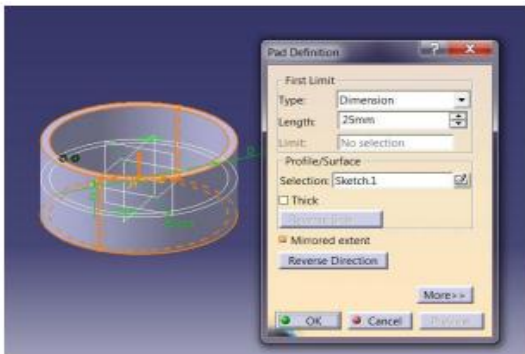 Pad Definition
First Limit
Type: Dimension
Length: 25mm
Limit: No selection
Profile/Surface
Selection: Sketch.1
Thick
Mirrored extent
Reverse Direction
More>>
OK Cancel